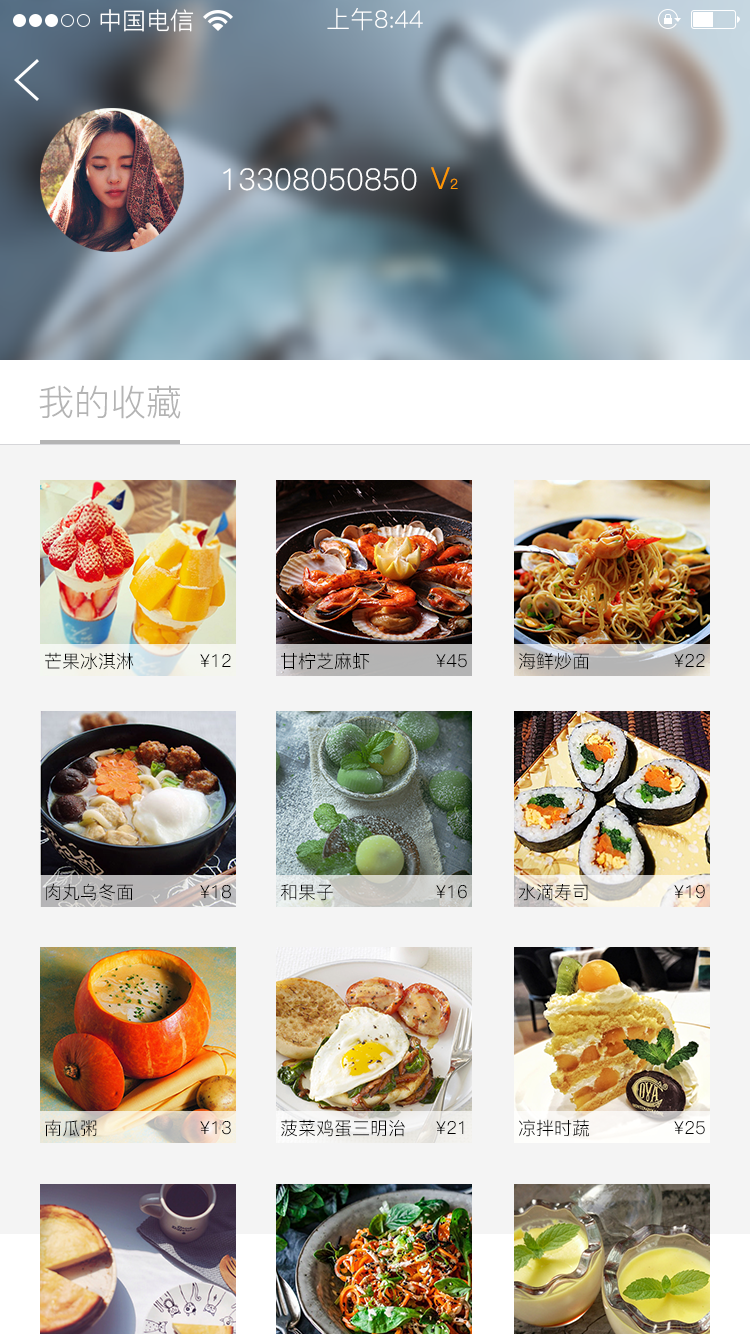 中国电信 上午8:44
13308050850 V2
我的收藏
芒果冰淇淋 ¥12
甘柠芝麻虾 ¥45
海鲜炒面 ¥22
肉丸乌冬面 ¥18
和果子 ¥16
水滴寿司 ¥19
南瓜粥 ¥13
菠菜鸡蛋三明治 ¥21
OVA
凉拌时蔬 ¥25